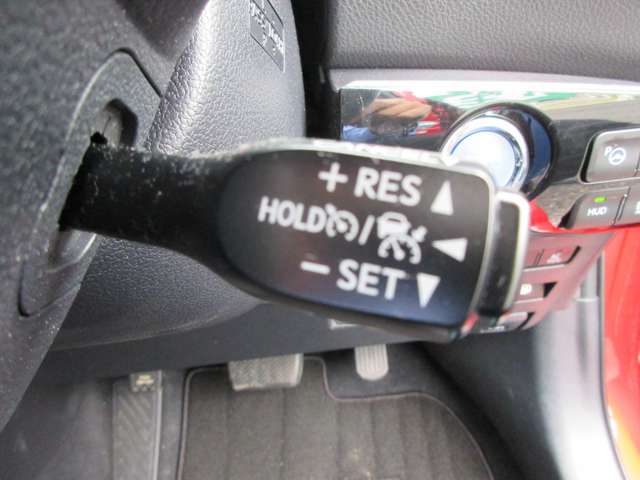 + RES
HOLD /
− SET
P
HUD